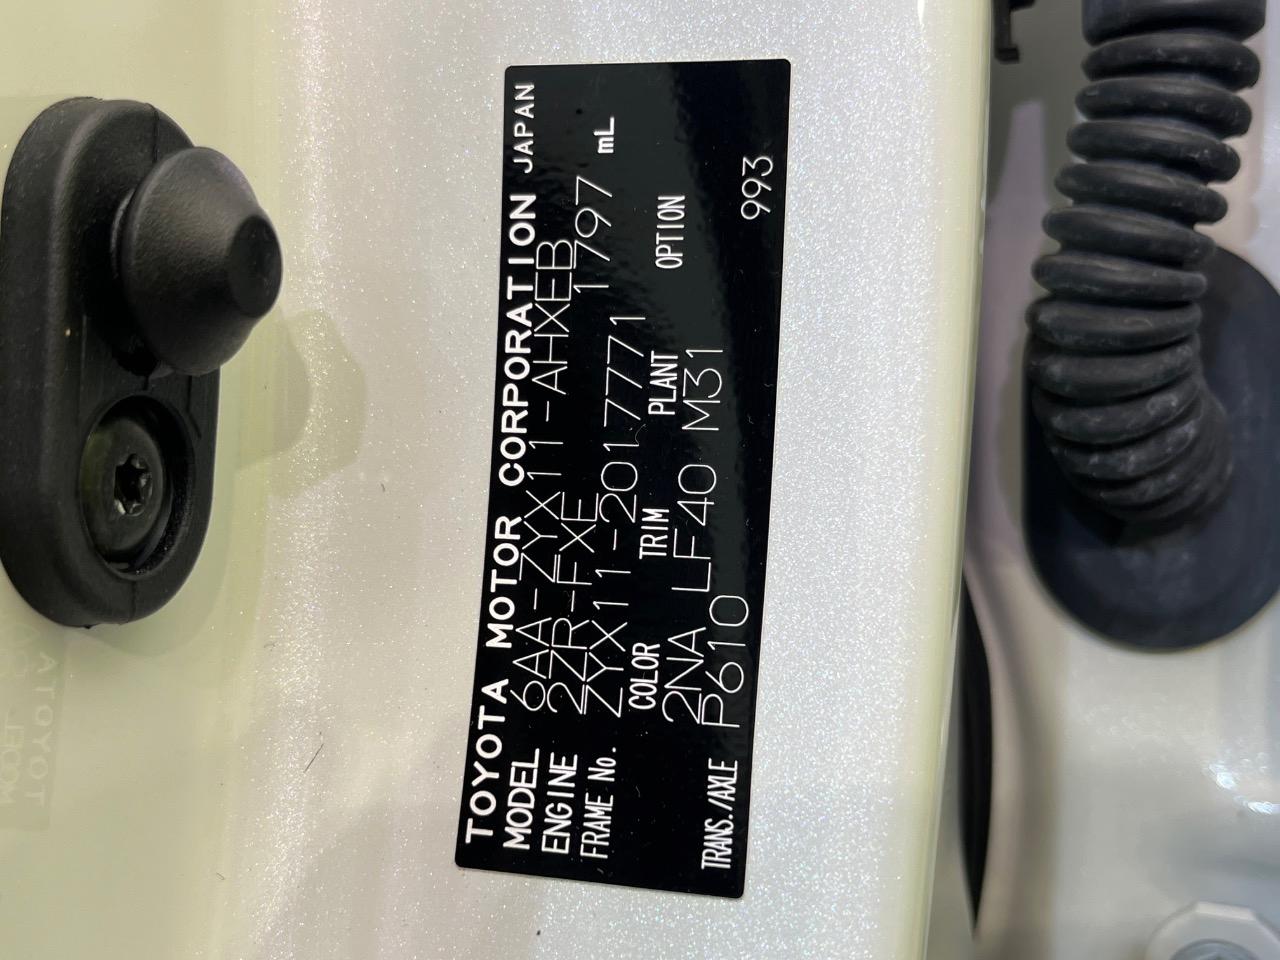 TOYOTA MOTOR CORPORATION JAPAN
MODEL 6AA-ZYX11-AHXEB
ENGINE 2ZR-FXE 1797 mL
FRAME No. ZYX11-2017771
COLOR TRIM PLANT OPTION
2NA LF40 M31
TRANS./AXLE P610 993